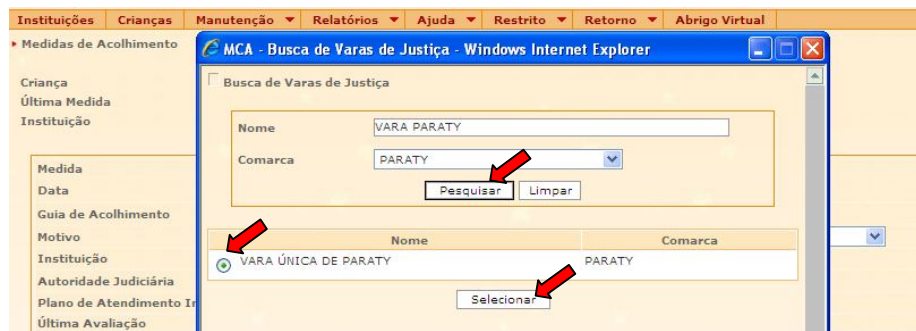 Instituições Crianças Manutenção Relatórios Ajuda Restrito Retorno Abrigo Virtual
Medidas de Acolhimento
MCA - Busca de Varas de Justiça - Windows Internet Explorer
Busca de Varas de Justiça
Criança
Última Medida
Instituição
Nome VARA PARATY
Comarca PARATY
Pesquisar Limpar
Medida
Data
Guia de Acolhimento
Motivo
Instituição
Autoridade Judiciária
Plano de Atendimento In
Última Avaliação
Nome Comarca
VARA ÚNICA DE PARATY PARATY
Selecionar